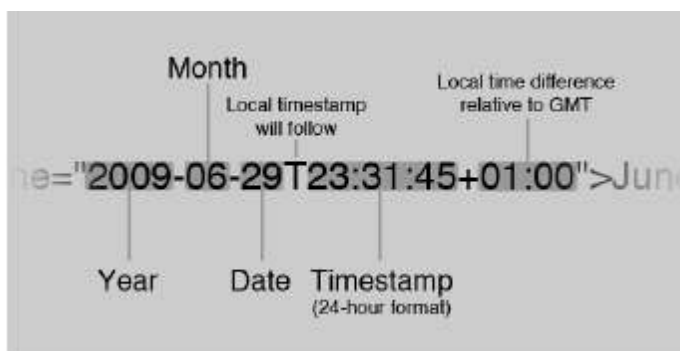 Month
Local timestamp
will follow
Local time difference
relative to GMT
ne="2009-06-29T23:31:45+01:00">June
Year
Date
Timestamp
(24-hour format)